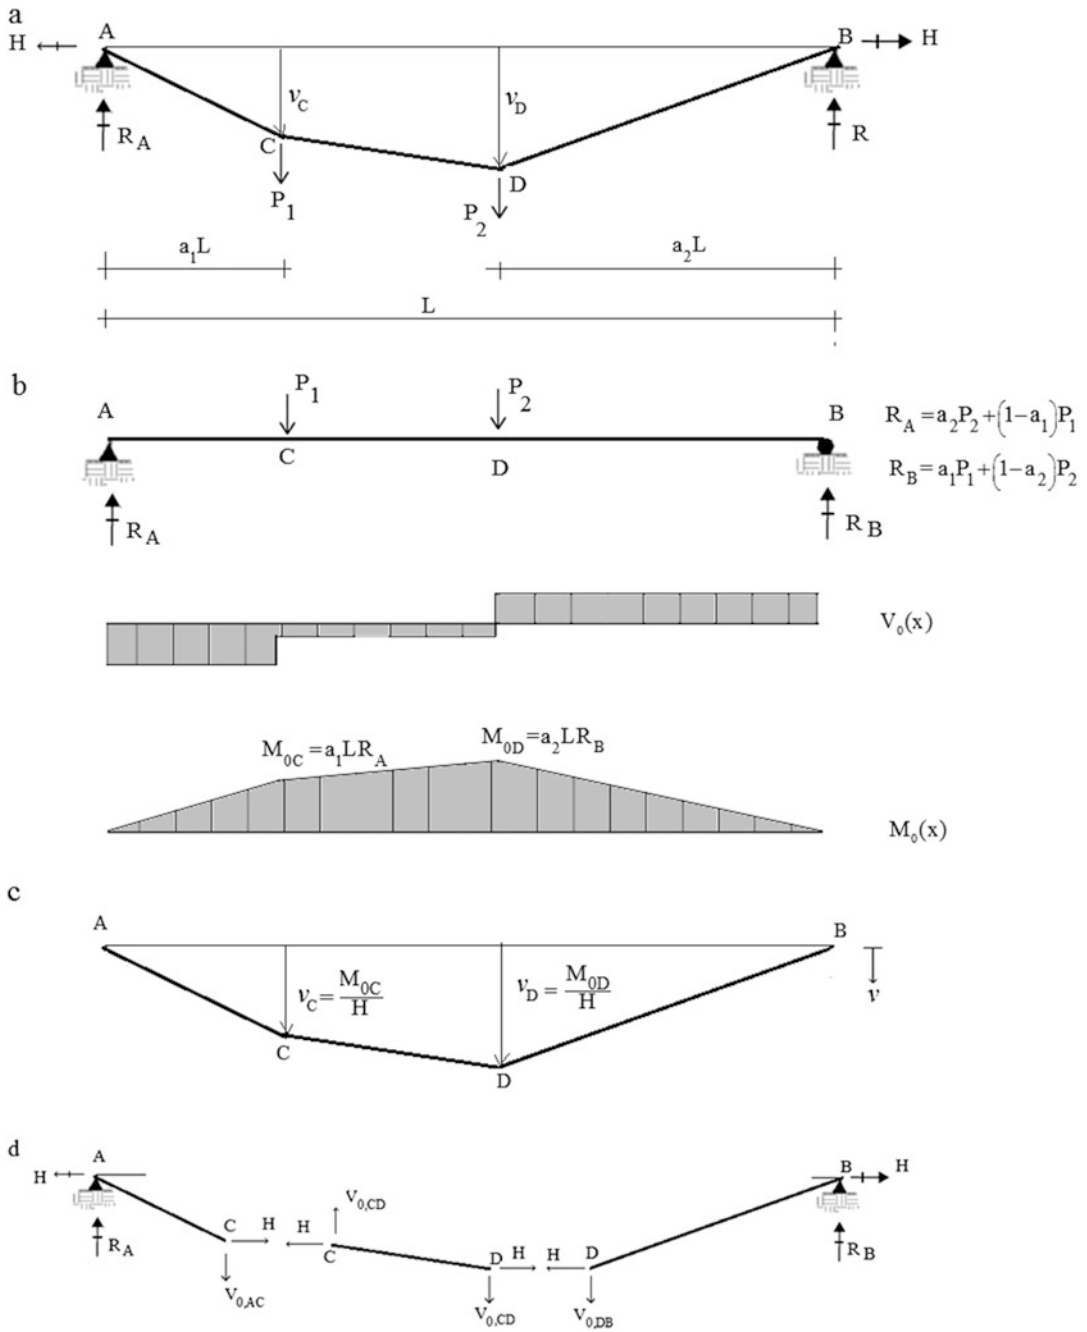 a
A
B
H
H
v_C
v_D
R_A
R
C
D
P_1
P_2
a_1L
a_2L
L
b
P_1
P_2
A
B
R_A = a_2P_2+(1-a_1)P_1
C
D
R_B = a_1P_1+(1-a_2)P_2
R_A
R_B
V_0(x)
M_0C = a_1LR_A
M_0D = a_2LR_B
M_0(x)
c
A
B
v_C = M_0C/H
v_D = M_0D/H
v
C
D
d
A
B
H
H
V_0,CD
C
H
H
R_A
C
D
H
H
D
R_B
V_0,AC
V_0,CD
V_0,DB